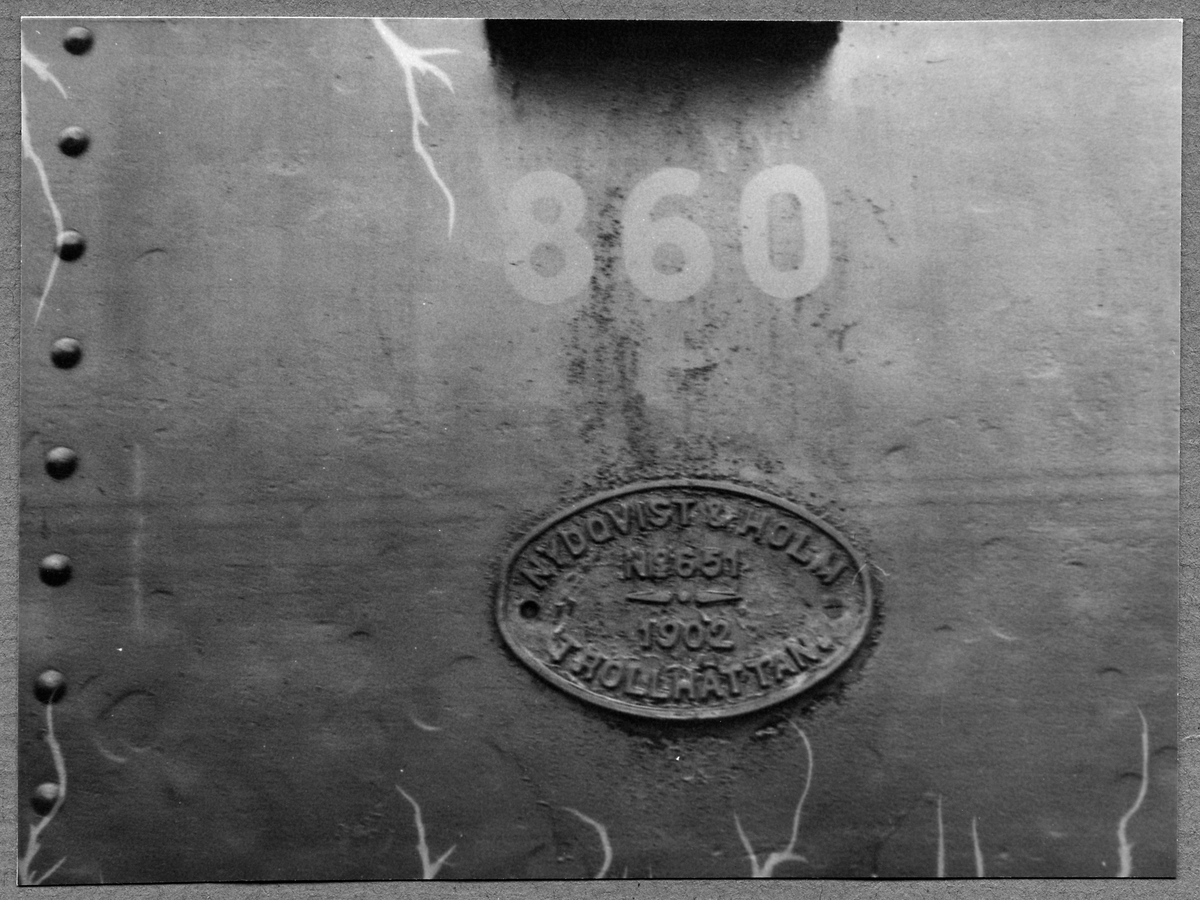 860
NYDQVIST & HOLM
No 651
1902
TROLLHÄTTAN.